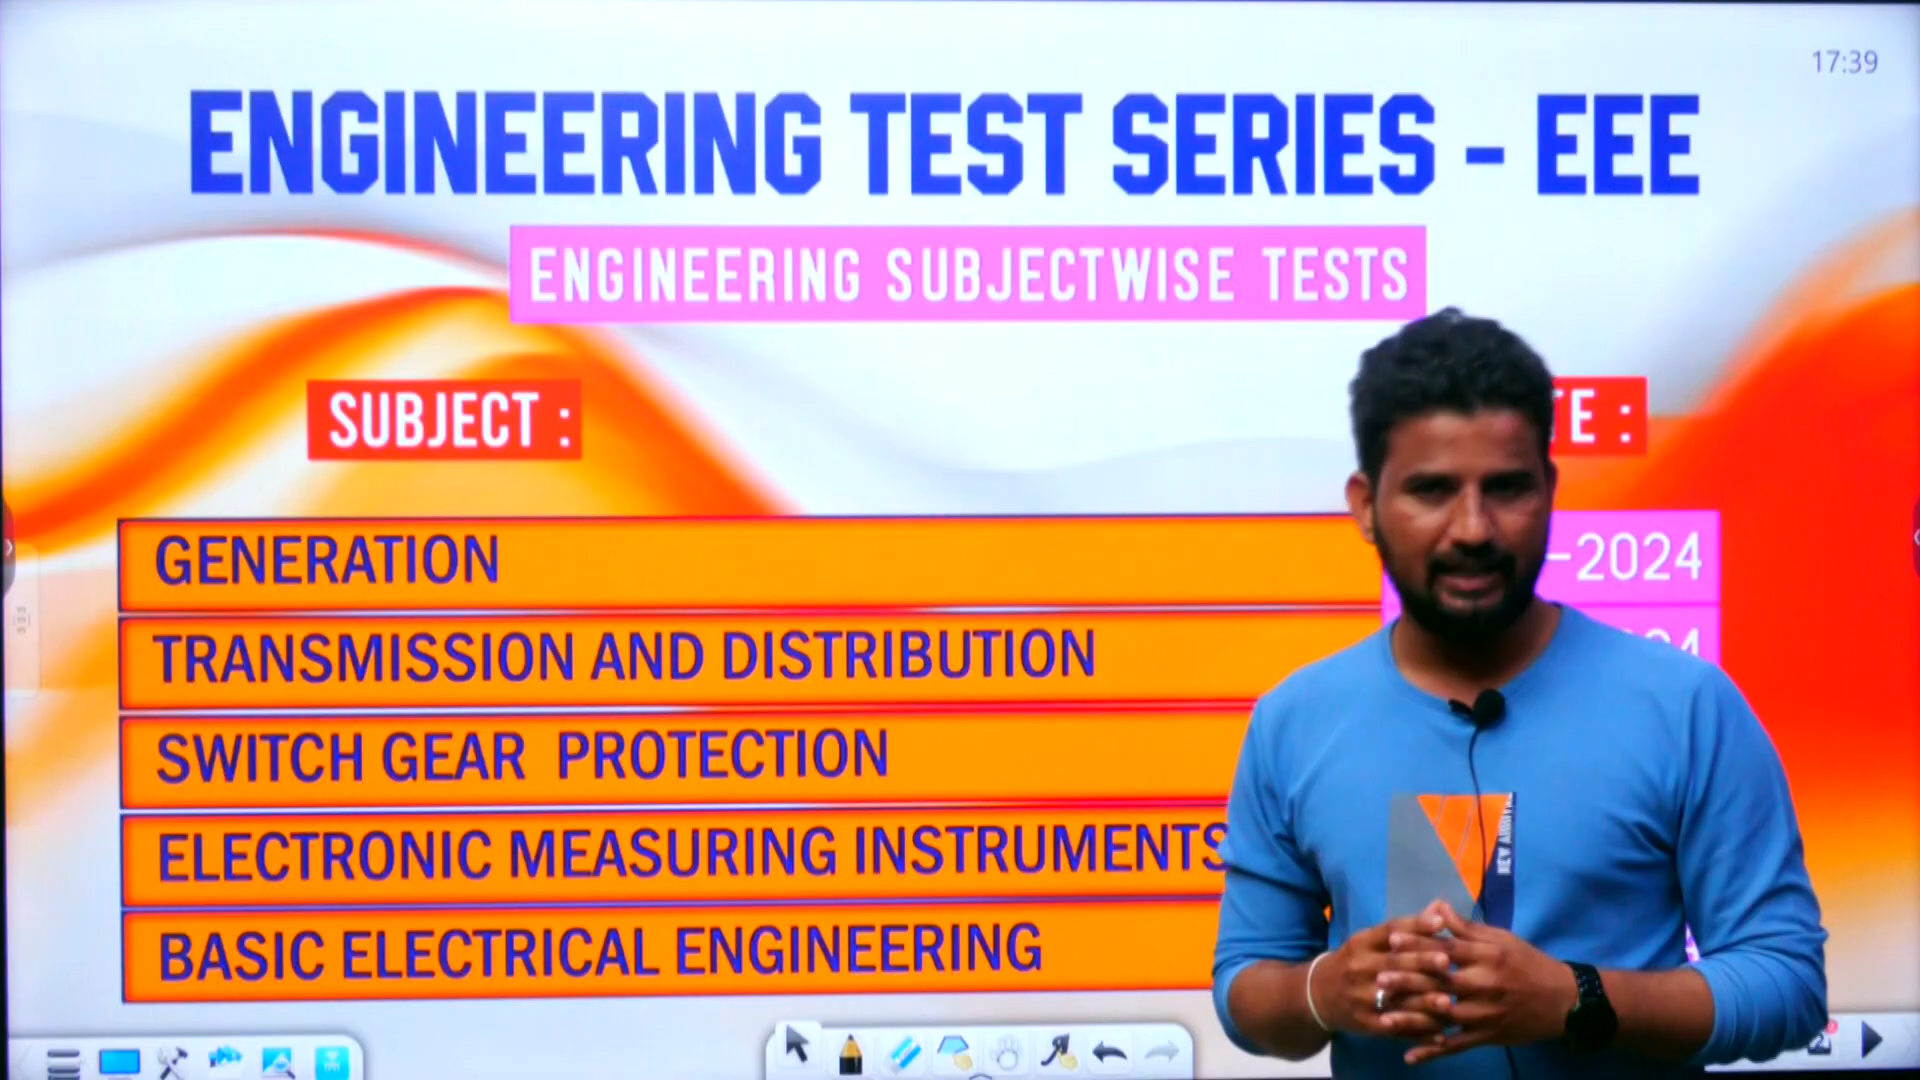 17:39
ENGINEERING TEST SERIES - EEE
ENGINEERING SUBJECTWISE TESTS
SUBJECT :
TE :
GENERATION
-2024
TRANSMISSION AND DISTRIBUTION
SWITCH GEAR PROTECTION
ELECTRONIC MEASURING INSTRUMENTS
BASIC ELECTRICAL ENGINEERING